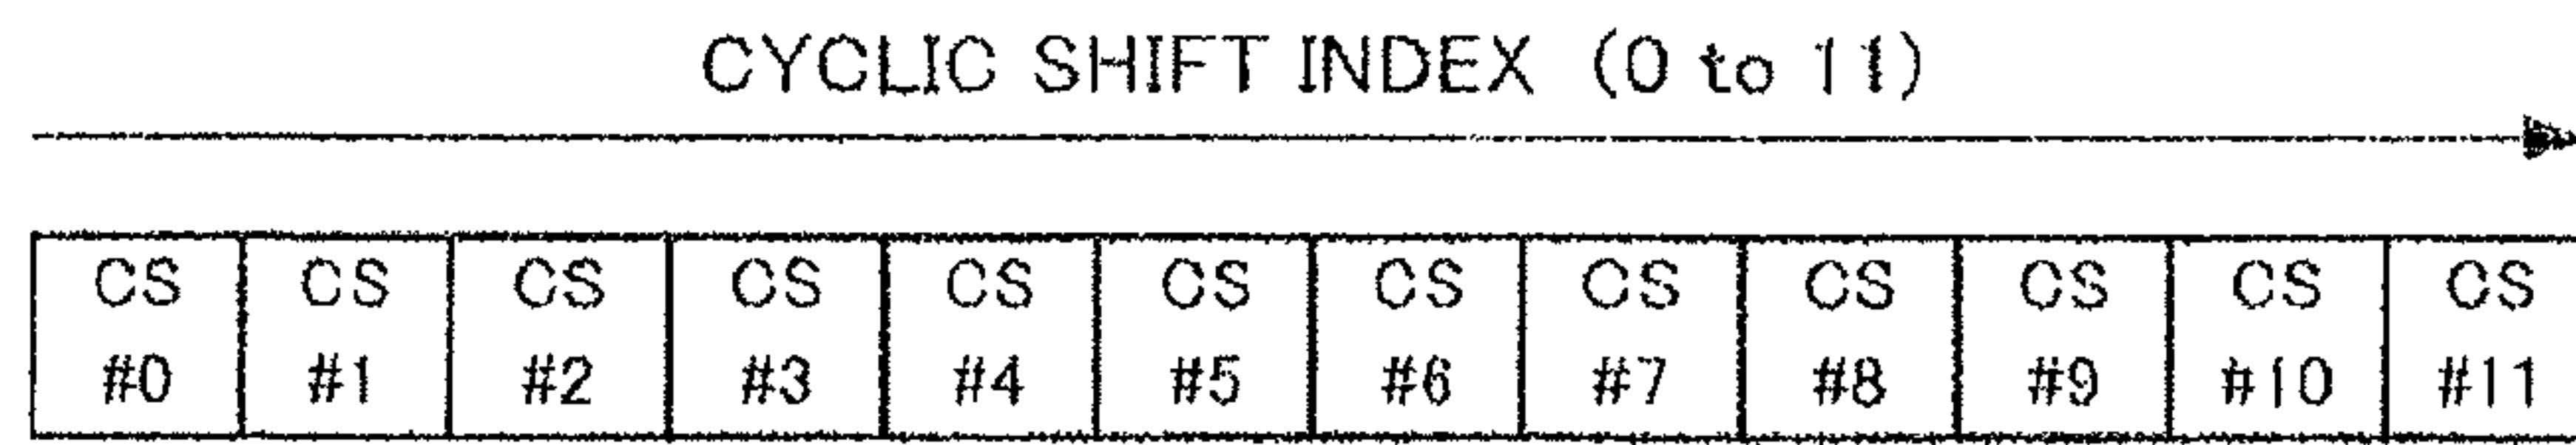 CYCLIC SHIFT INDEX (0 to 11)
CS CS CS CS CS CS CS CS CS CS CS CS
#0 #1 #2 #3 #4 #5 #6 #7 #8 #9 #10 #11